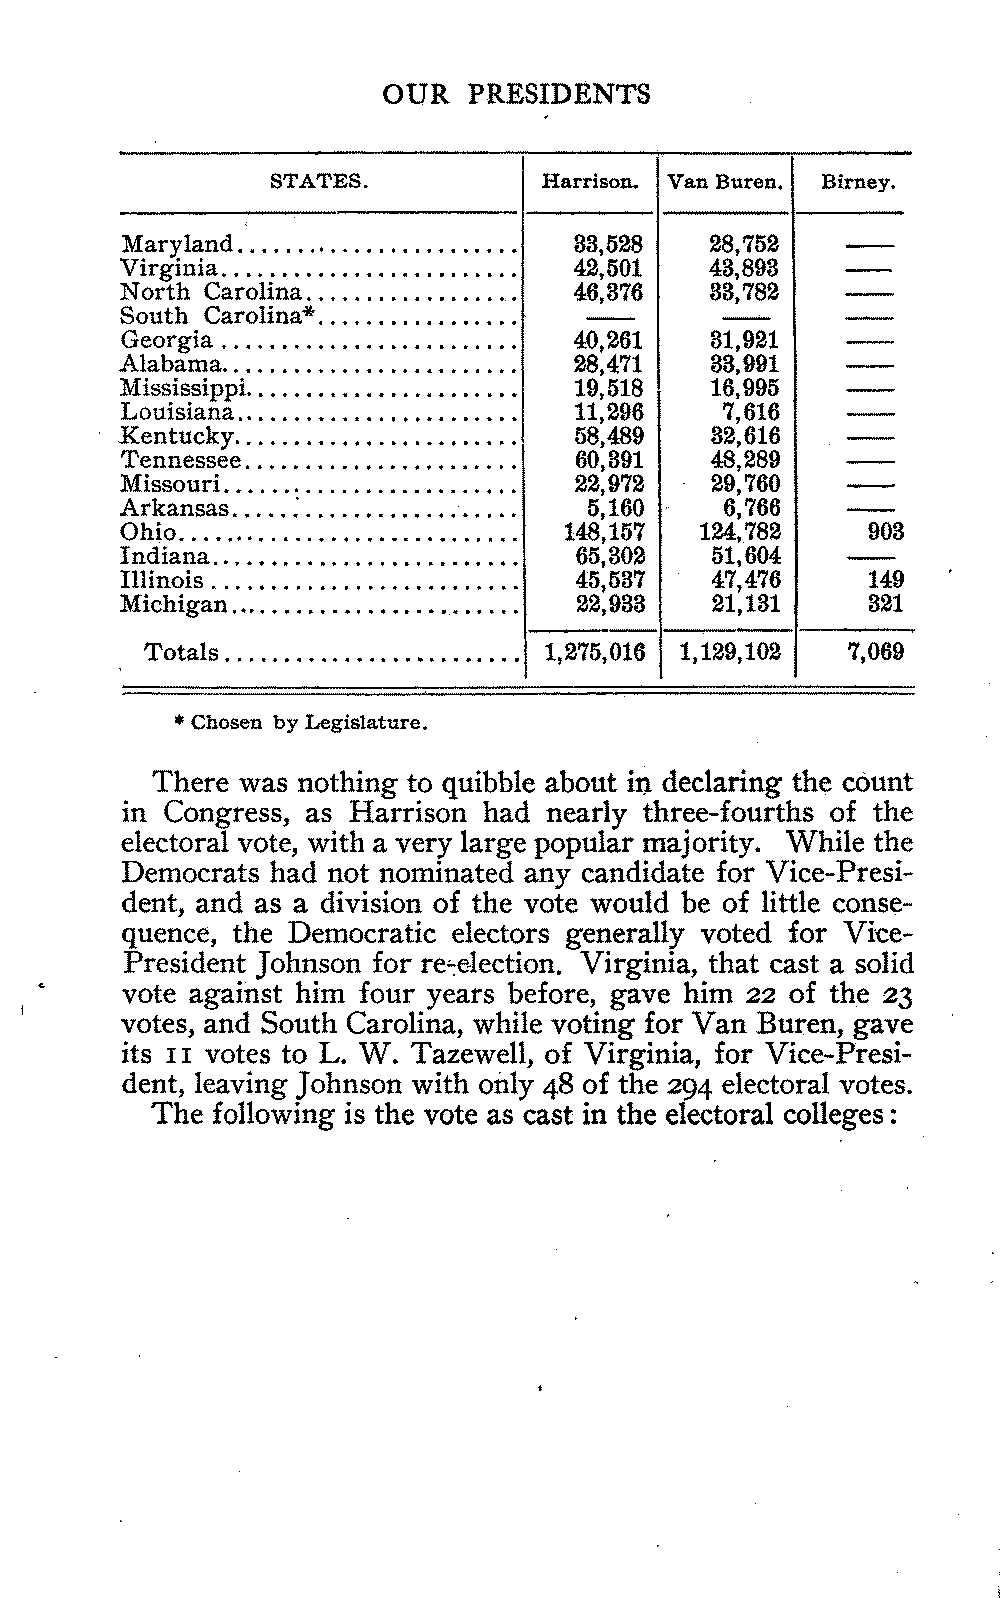 OUR PRESIDENTS
STATES. Harrison. Van Buren. Birney.
Maryland........................ 33,528 28,752 —
Virginia......................... 42,501 43,893 —
North Carolina.................. 46,376 33,782 —
South Carolina*................. — — —
Georgia ......................... 40,261 31,921 —
Alabama......................... 28,471 33,991 —
Mississippi....................... 19,518 16,995 —
Louisiana........................ 11,296 7,616 —
Kentucky........................ 58,489 32,616 —
Tennessee....................... 60,391 48,289 —
Missouri......................... 22,972 29,760 —
Arkansas........................ 5,160 6,766 —
Ohio............................. 148,157 124,782 903
Indiana.......................... 65,302 51,604 —
Illinois .......................... 45,537 47,476 149
Michigan........................ 22,933 21,131 321
Totals......................... 1,275,016 1,129,102 7,069
* Chosen by Legislature.
There was nothing to quibble about in declaring the count
in Congress, as Harrison had nearly three-fourths of the
electoral vote, with a very large popular majority. While the
Democrats had not nominated any candidate for Vice-Presi-
dent, and as a division of the vote would be of little conse-
quence, the Democratic electors generally voted for Vice-
President Johnson for re-election. Virginia, that cast a solid
vote against him four years before, gave him 22 of the 23
votes, and South Carolina, while voting for Van Buren, gave
its 11 votes to L. W. Tazewell, of Virginia, for Vice-Presi-
dent, leaving Johnson with only 48 of the 294 electoral votes.
The following is the vote as cast in the electoral colleges: